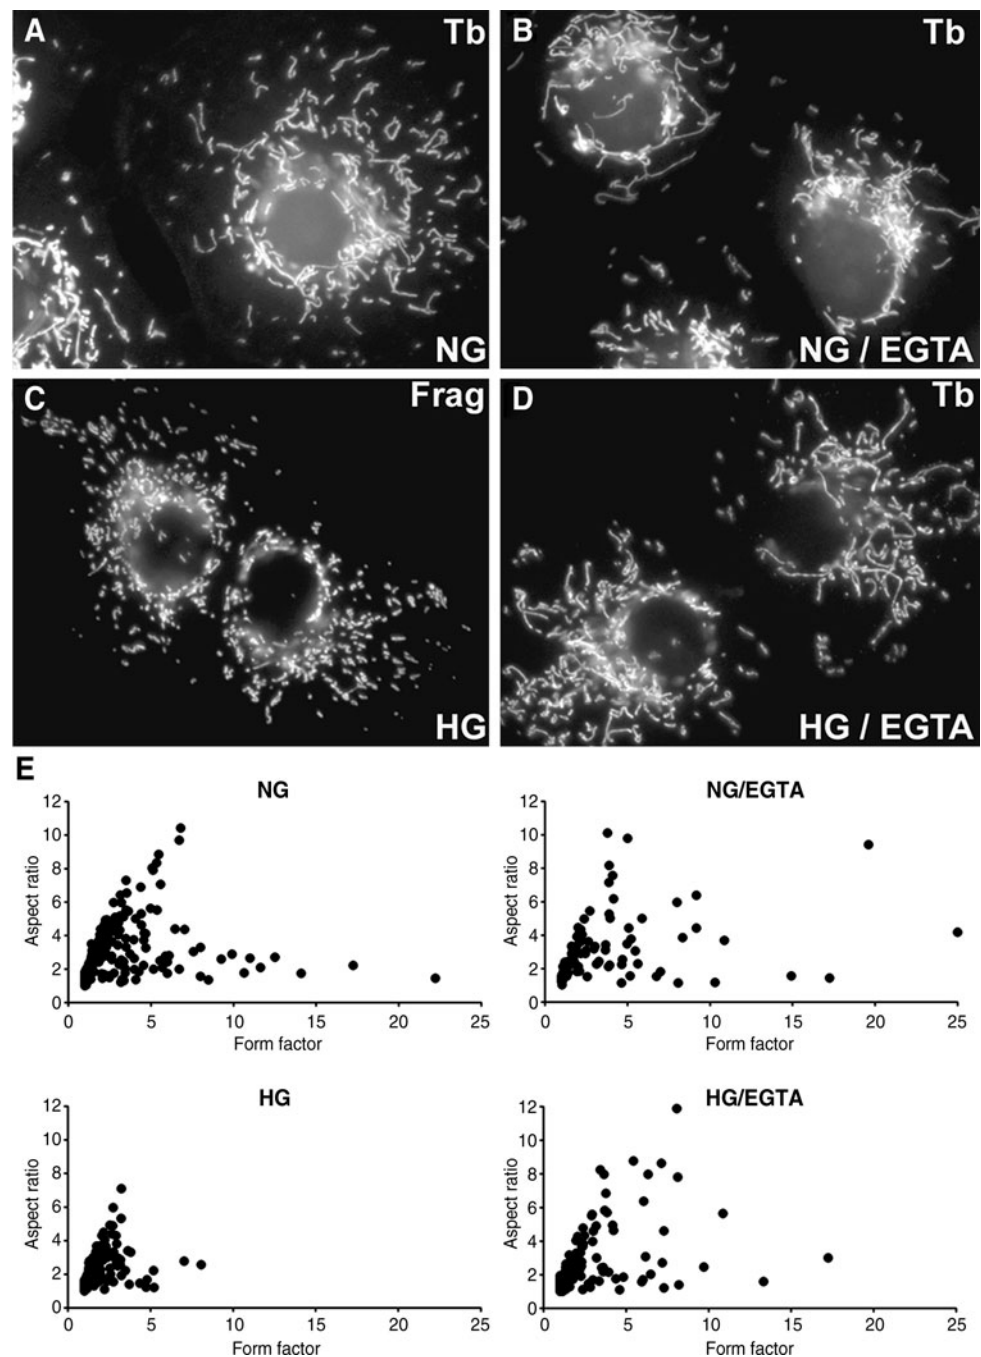 A Tb
NG
B Tb
NG / EGTA
C Frag
HG
D Tb
HG / EGTA
E
NG
12
10
8
6
4
2
0
Aspect ratio
0 5 10 15 20 25
Form factor
NG/EGTA
12
10
8
6
4
2
0
Aspect ratio
0 5 10 15 20 25
Form factor
HG
12
10
8
6
4
2
0
Aspect ratio
0 5 10 15 20 25
Form factor
HG/EGTA
12
10
8
6
4
2
0
Aspect ratio
0 5 10 15 20 25
Form factor